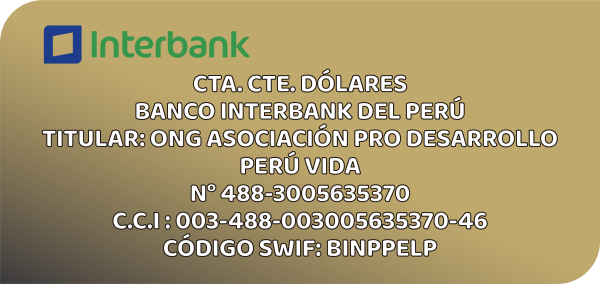 Interbank
CTA. CTE. DÓLARES
BANCO INTERBANK DEL PERÚ
TITULAR: ONG ASOCIACIÓN PRO DESARROLLO
PERÚ VIDA
N° 488-3005635370
C.C.I : 003-488-003005635370-46
CÓDIGO SWIF: BINPPELP